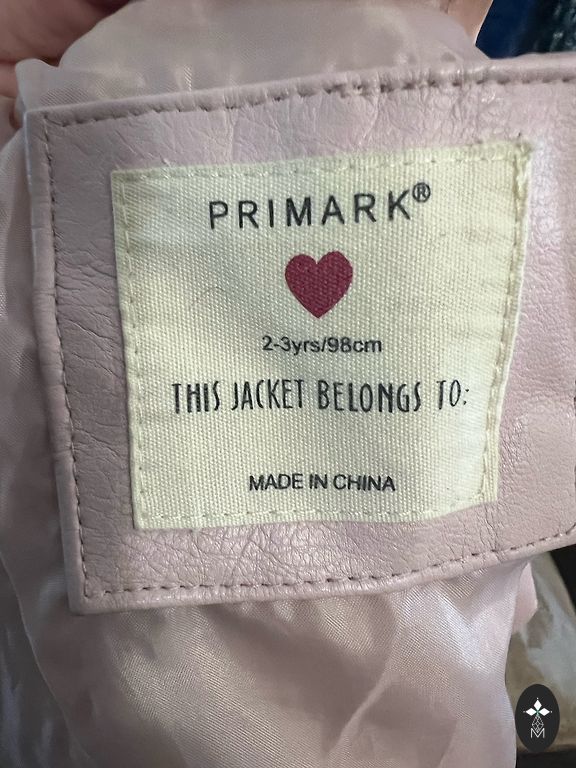 PRIMARK®
2-3yrs/98cm
THIS JACKET BELONGS TO:
MADE IN CHINA